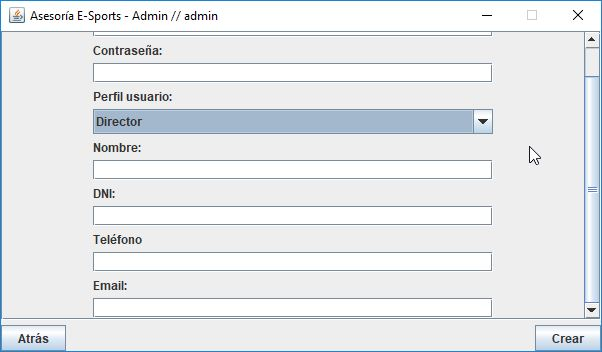 Asesoría E-Sports - Admin // admin
Contraseña:
Perfil usuario:
Director
Nombre:
DNI:
Teléfono
Email:
Atrás
Crear